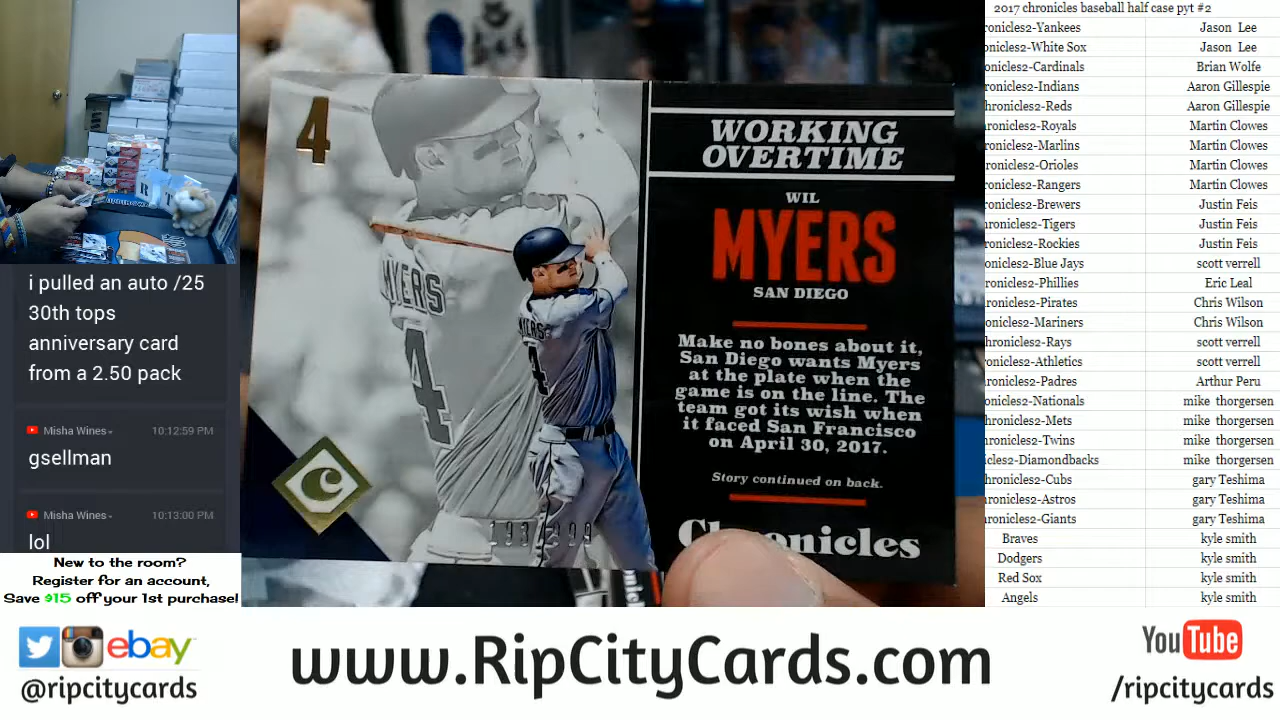 i pulled an auto /25
30th tops
anniversary card
from a 2.50 pack
Misha Wines
10:12:59 PM
gsellman
Misha Wines
10:13:00 PM
lol
New to the room?
Register for an account,
Save $15 off your 1st purchase!
4
MYERS
4
MYERS
4
WORKING
OVERTIME
WIL
MYERS
SAN DIEGO
Make no bones about it,
San Diego wants Myers
at the plate when the
game is on the line. The
team got its wish when
it faced San Francisco
on April 30, 2017.
Story continued on back.
Chronicles
C
2017 chronicles baseball half case pyt #2
ronicles2-Yankees Jason Lee
onicles2-White Sox Jason Lee
onicles2-Cardinals Brian Wolfe
ronicles2-Indians Aaron Gillespie
hronicles2-Reds Aaron Gillespie
ronicles2-Royals Martin Clowes
ronicles2-Marlins Martin Clowes
ronicles2-Orioles Martin Clowes
ronicles2-Rangers Martin Clowes
ronicles2-Brewers Justin Feis
ronicles2-Tigers Justin Feis
ronicles2-Rockies Justin Feis
onicles2-Blue Jays scott verrell
ronicles2-Phillies Eric Leal
ronicles2-Pirates Chris Wilson
onicles2-Mariners Chris Wilson
hronicles2-Rays scott verrell
onicles2-Athletics scott verrell
ronicles2-Padres Arthur Peru
onicles2-Nationals mike thorgersen
hronicles2-Mets mike thorgersen
ronicles2-Twins mike thorgersen
icles2-Diamondbacks mike thorgersen
hronicles2-Cubs gary Teshima
ronicles2-Astros gary Teshima
ronicles2-Giants gary Teshima
Braves kyle smith
Dodgers kyle smith
Red Sox kyle smith
Angels kyle smith
ebay
@ripcitycards
www.RipCityCards.com
YouTube
/ripcitycards